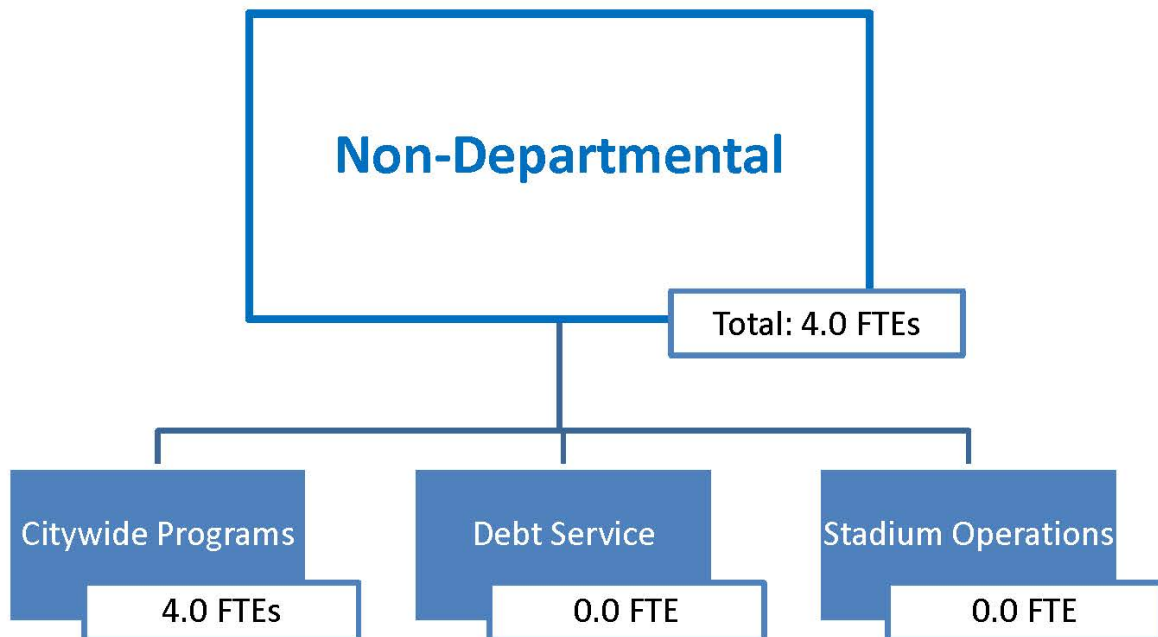 Non-Departmental
Total: 4.0 FTEs
Citywide Programs
4.0 FTEs
Debt Service
0.0 FTE
Stadium Operations
0.0 FTE